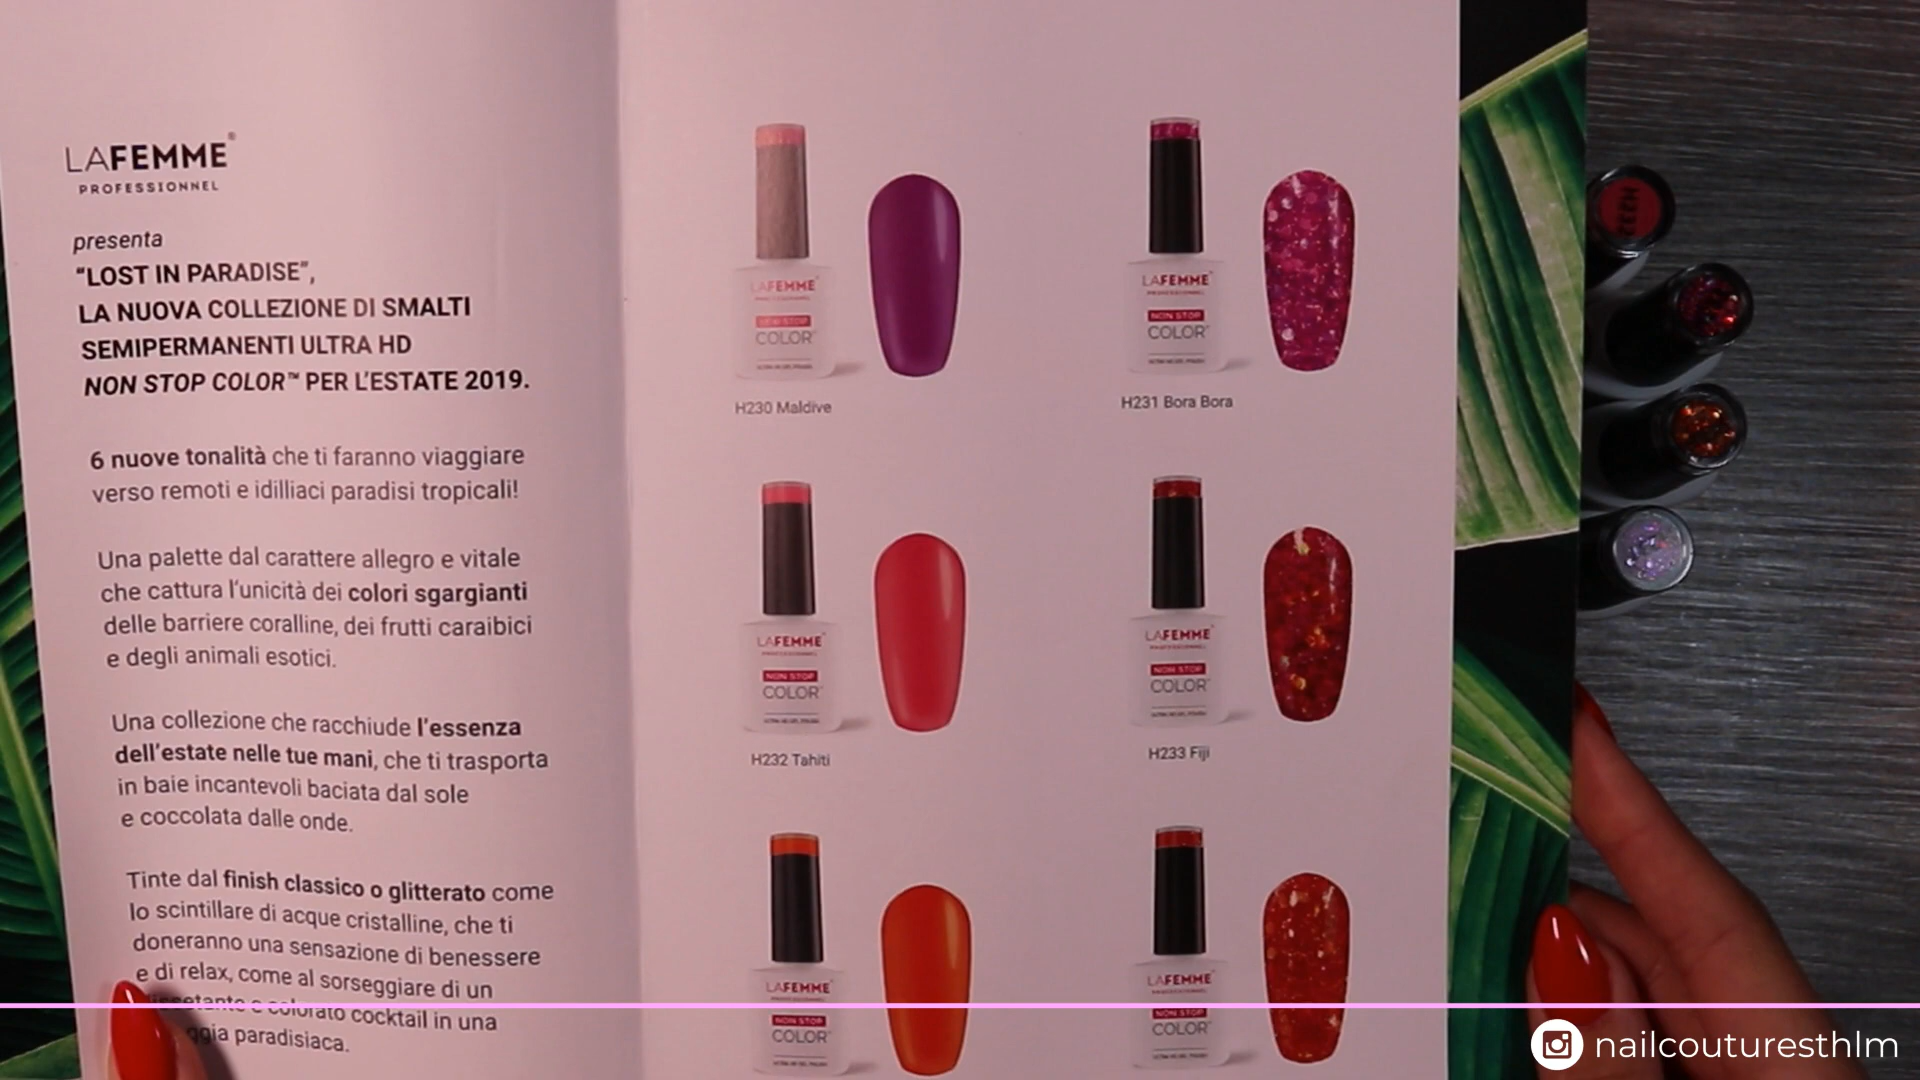 LAFEMME®
PROFESSIONNEL
presenta
“LOST IN PARADISE”,
LA NUOVA COLLEZIONE DI SMALTI
SEMIPERMANENTI ULTRA HD
NON STOP COLOR™ PER L’ESTATE 2019.
6 nuove tonalità che ti faranno viaggiare
verso remoti e idilliaci paradisi tropicali!
Una palette dal carattere allegro e vitale
che cattura l’unicità dei colori sgargianti
delle barriere coralline, dei frutti caraibici
e degli animali esotici.
Una collezione che racchiude l’essenza
dell’estate nelle tue mani, che ti trasporta
in baie incantevoli baciata dal sole
e coccolata dalle onde.
Tinte dal finish classico o glitterato come
lo scintillare di acque cristalline, che ti
doneranno una sensazione di benessere
e di relax, come al sorseggiare di un
e colorato cocktail in una
paradisiaca.
LAFEMME
NON STOP
COLOR
H230 Maldive
LAFEMME
PROFESSIONNEL
NON STOP
COLOR
H231 Bora Bora
LAFEMME
PROFESSIONNEL
NON STOP
COLOR
H232 Tahiti
LAFEMME
PROFESSIONNEL
NON STOP
COLOR
H233 Fiji
LAFEMME
PROFESSIONNEL
NON STOP
COLOR
LAFEMME
PROFESSIONNEL
NON STOP
COLOR
H232
nailcouturesthlm